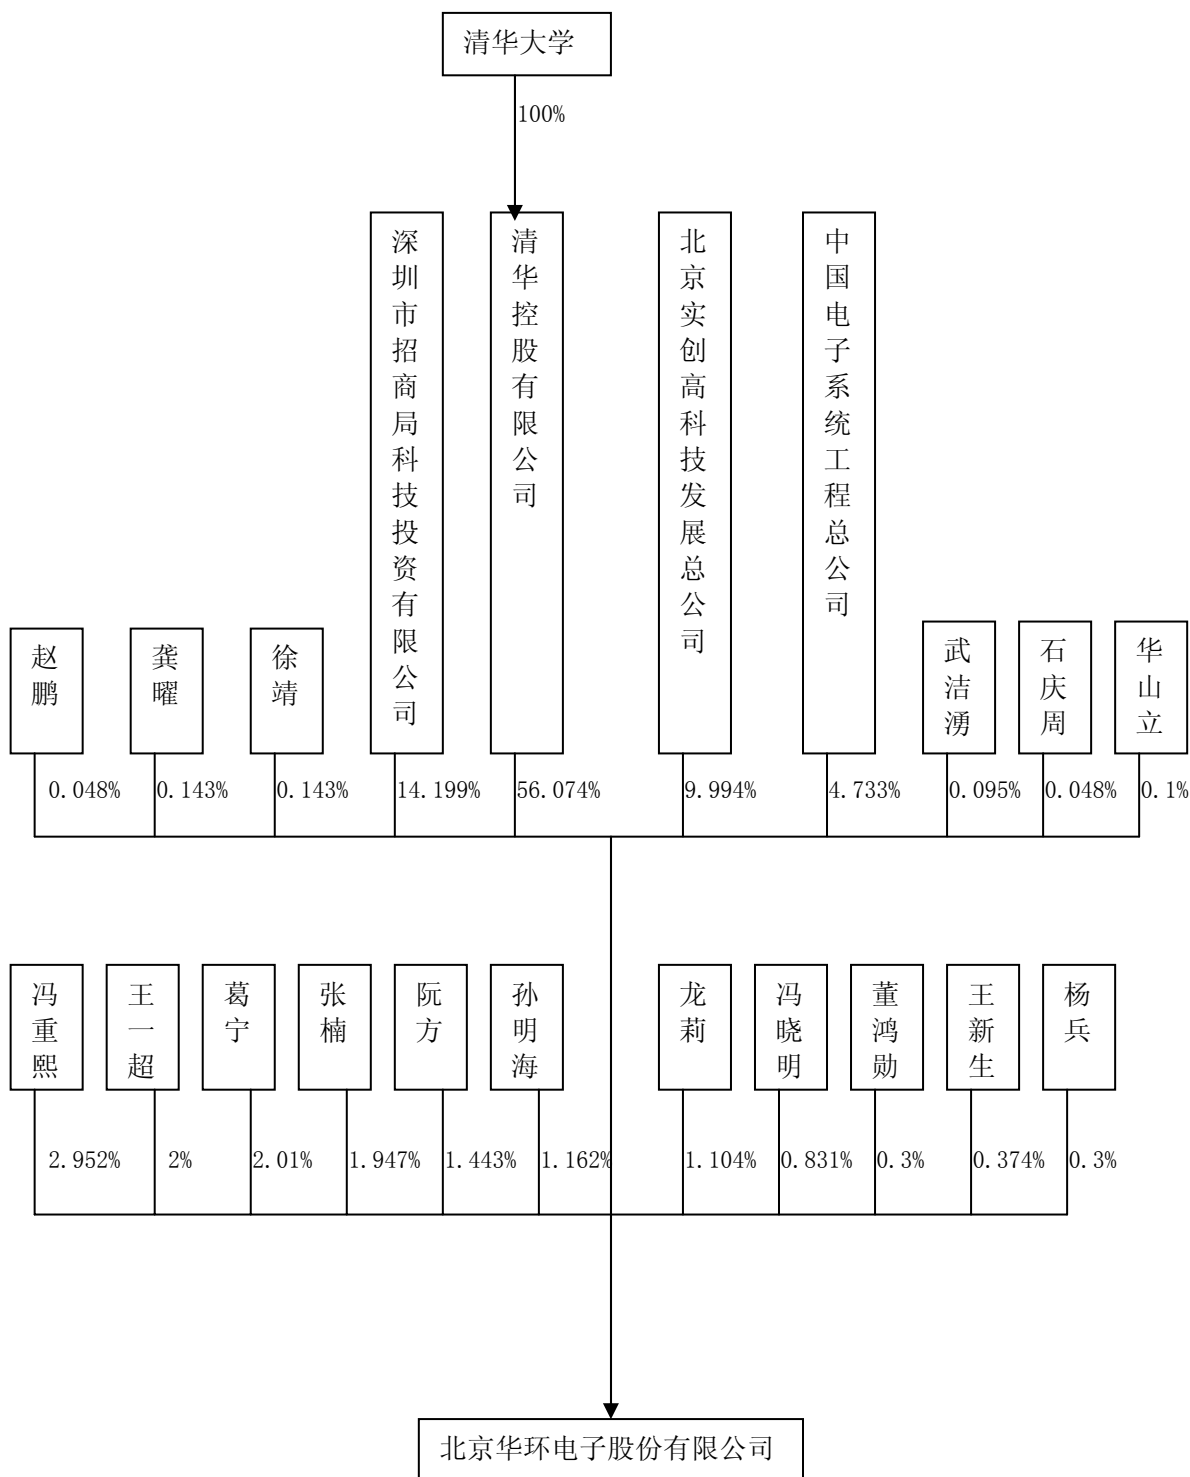 清华大学
100%
深圳市招商局科技投资有限公司
清华控股有限公司
北京实创高科技发展总公司
中国电子系统工程总公司
赵鹏
龚曜
徐靖
武洁湧
石庆周
华山立
0.048%
0.143%
0.143%
14.199%
56.074%
9.994%
4.733%
0.095%
0.048%
0.1%
冯重熙
王一超
葛宁
张楠
阮方
孙明海
龙莉
冯晓明
董鸿勋
王新生
杨兵
2.952%
2%
2.01%
1.947%
1.443%
1.162%
1.104%
0.831%
0.3%
0.374%
0.3%
北京华环电子股份有限公司